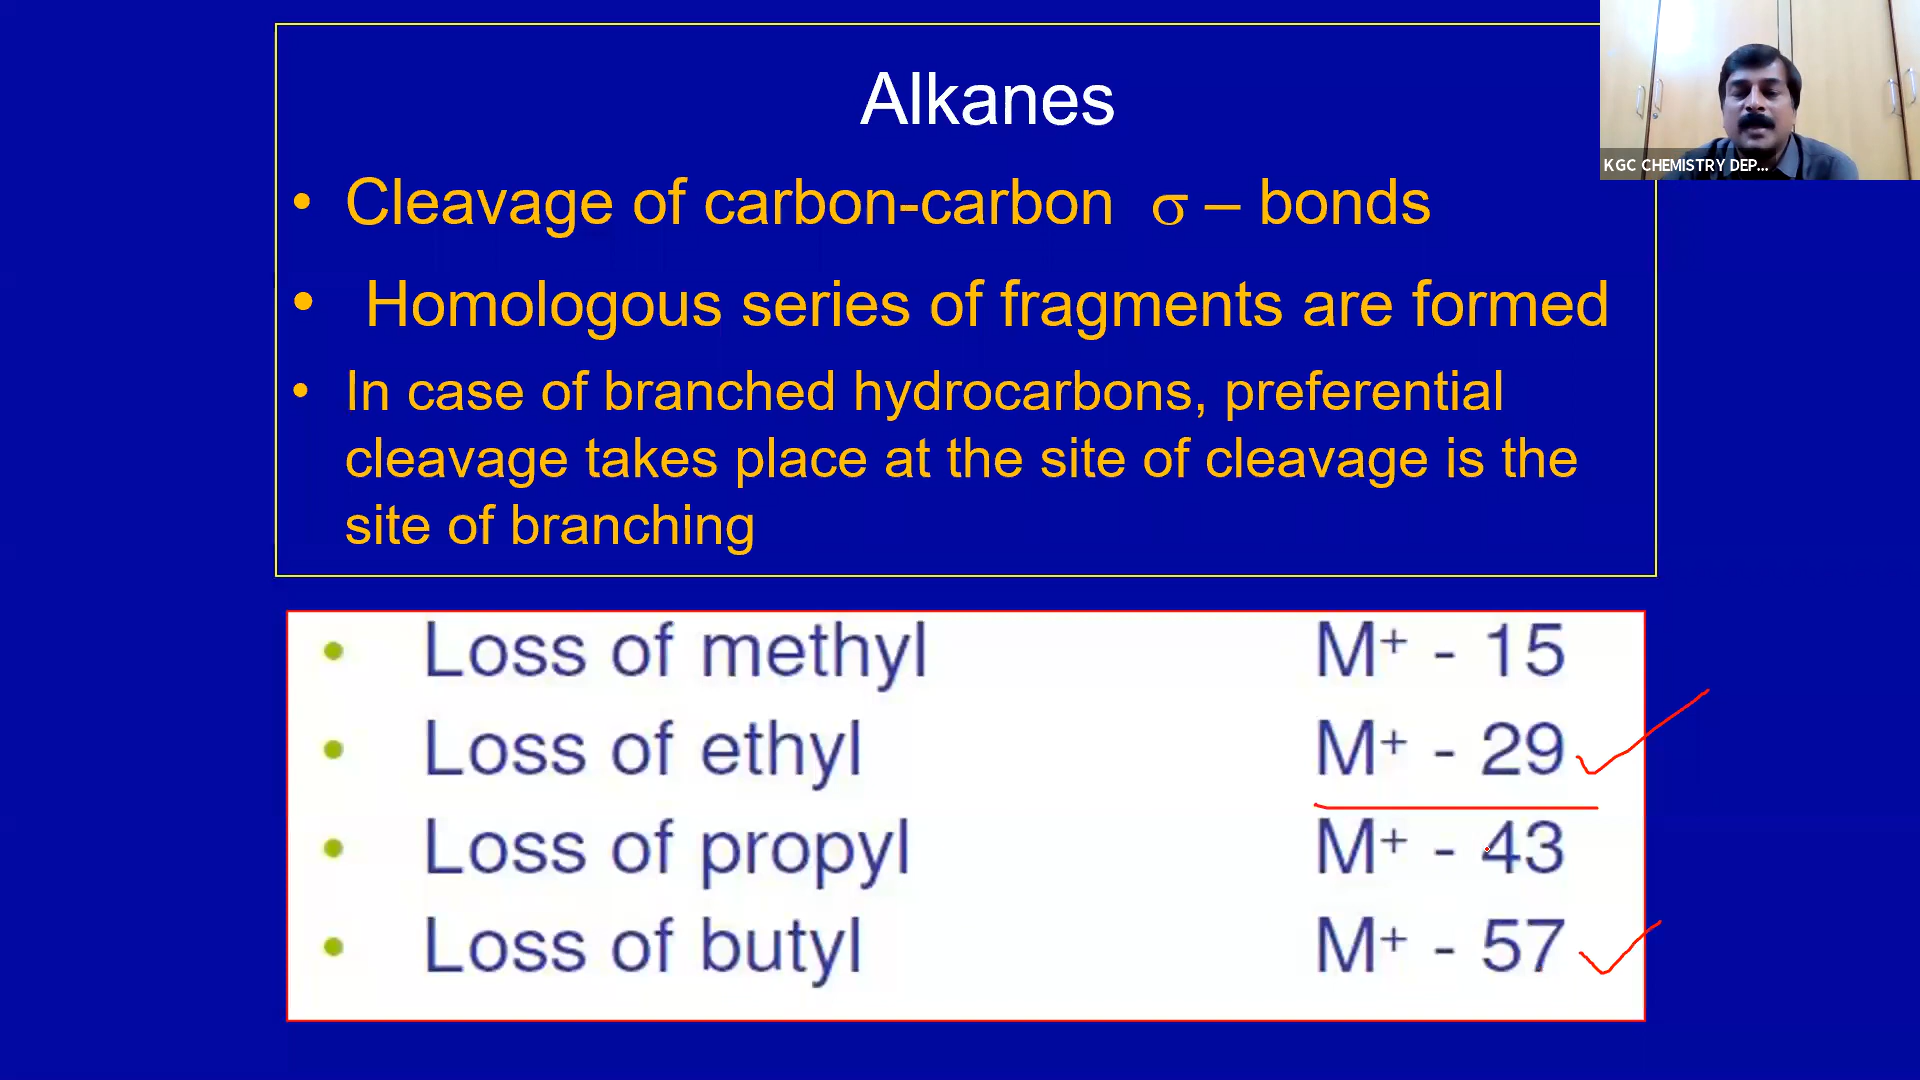 Alkanes
KGC CHEMISTRY DEP...
• Cleavage of carbon-carbon σ – bonds
• Homologous series of fragments are formed
• In case of branched hydrocarbons, preferential
cleavage takes place at the site of cleavage is the
site of branching
• Loss of methyl M⁺ - 15
• Loss of ethyl M⁺ - 29
• Loss of propyl M⁺ - 43
• Loss of butyl M⁺ - 57